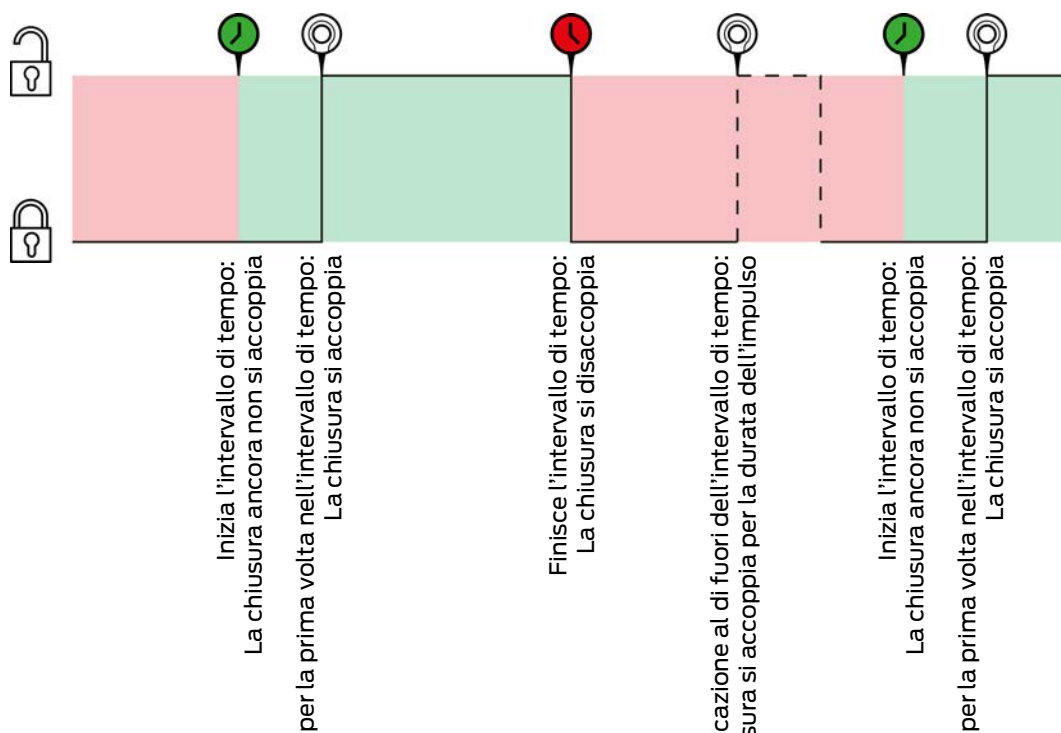 Inizia l'intervallo di tempo:
La chiusura ancora non si accoppia
per la prima volta nell'intervallo di tempo:
La chiusura si accoppia
Finisce l'intervallo di tempo:
La chiusura si disaccoppia
cazione al di fuori dell'intervallo di tempo:
sura si accoppia per la durata dell'impulso
Inizia l'intervallo di tempo:
La chiusura ancora non si accoppia
per la prima volta nell'intervallo di tempo:
La chiusura si accoppia